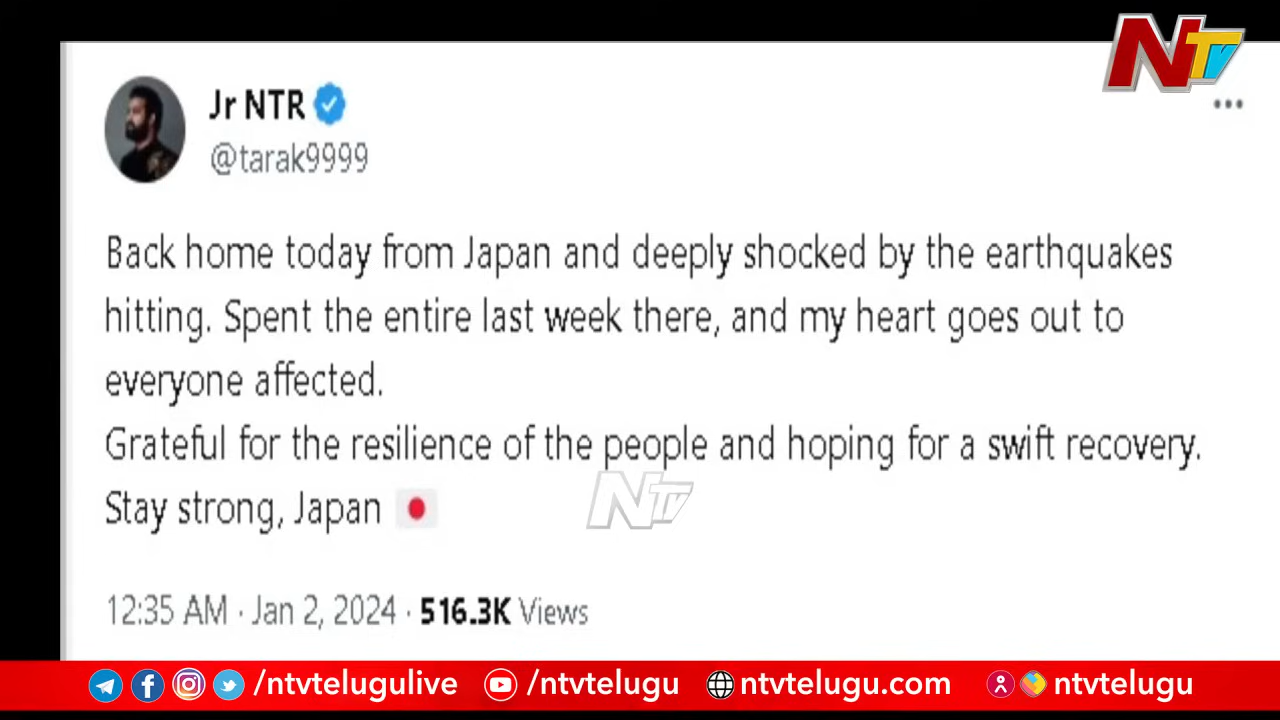 NTV
Jr NTR
@tarak9999
Back home today from Japan and deeply shocked by the earthquakes
hitting. Spent the entire last week there, and my heart goes out to
everyone affected.
Grateful for the resilience of the people and hoping for a swift recovery.
Stay strong, Japan 🇯🇵
NTV
12:35 AM · Jan 2, 2024 · 516.3K Views
/ntvtelugulive /ntvtelugu ntvtelugu.com ntvtelugu